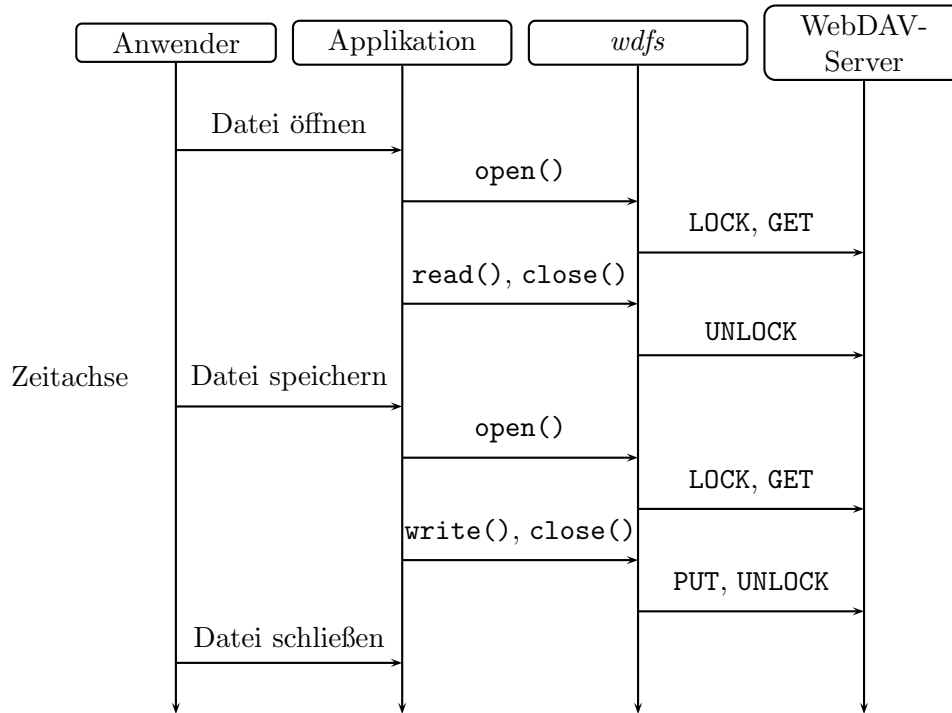 Anwender
Applikation
wdfs
WebDAV-
Server
Datei öffnen
open()
LOCK, GET
read(), close()
UNLOCK
Zeitachse
Datei speichern
open()
LOCK, GET
write(), close()
PUT, UNLOCK
Datei schließen